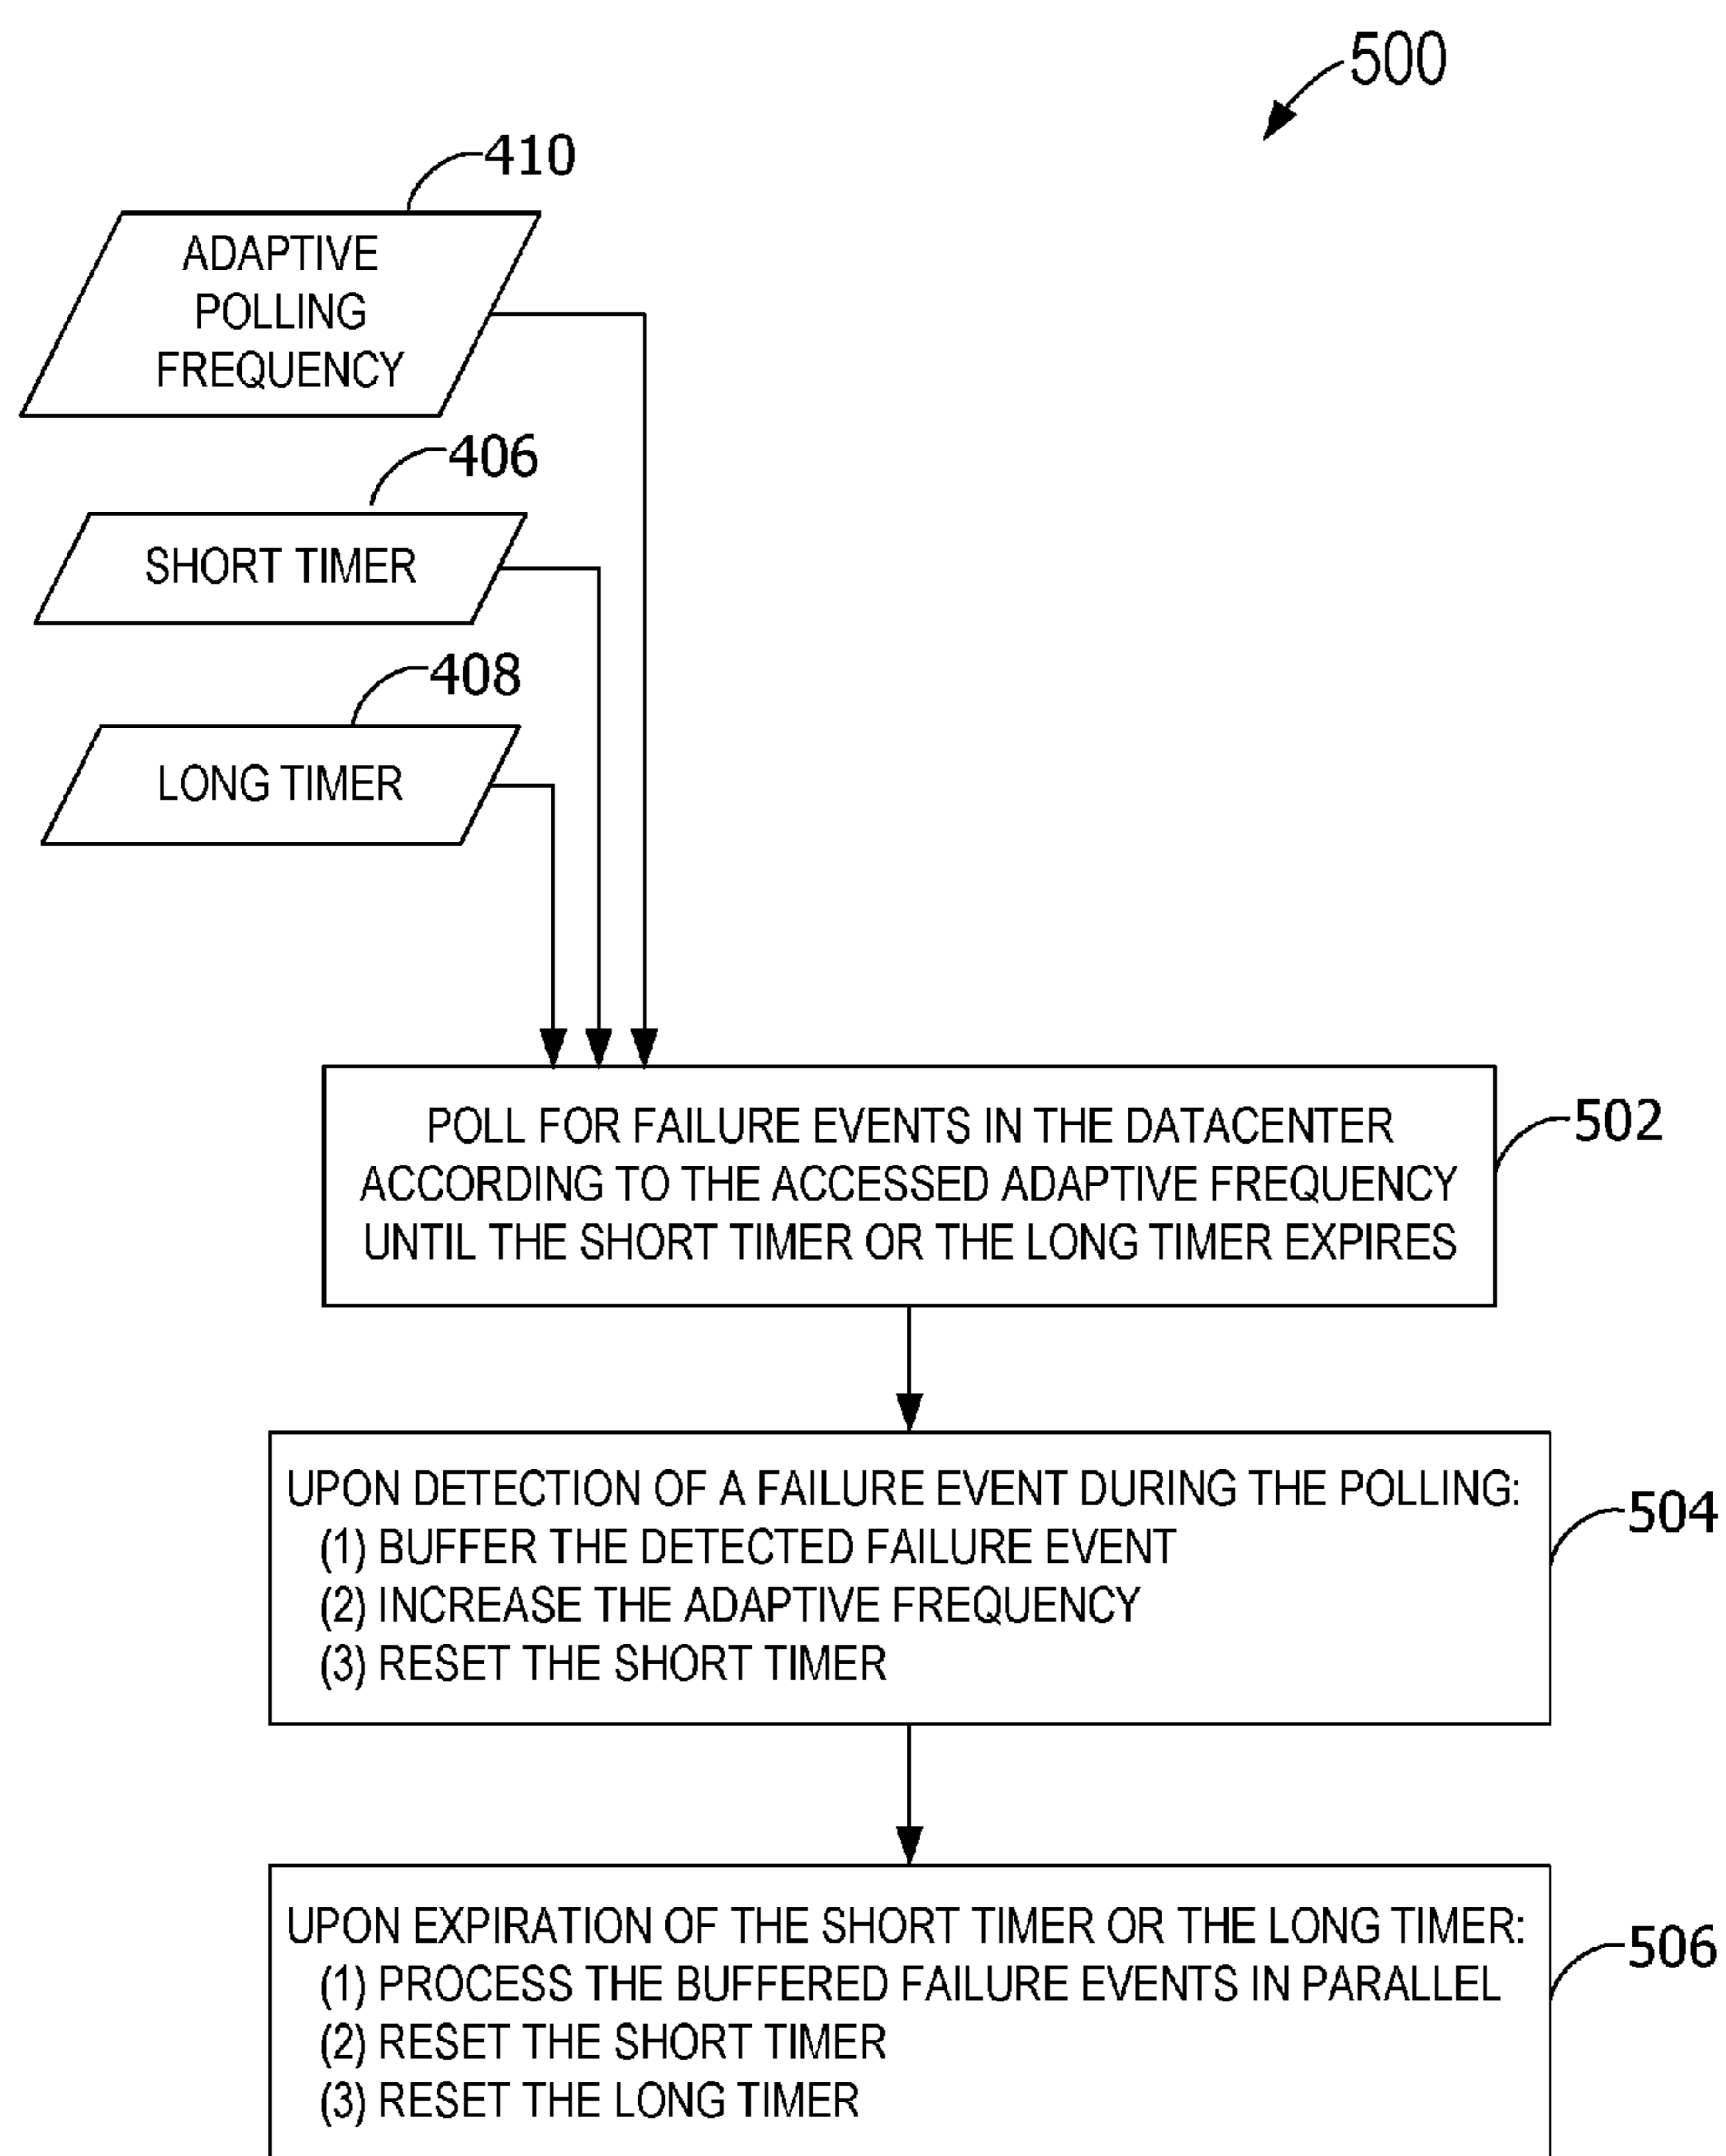 500
410
ADAPTIVE
POLLING
FREQUENCY
406
SHORT TIMER
408
LONG TIMER
POLL FOR FAILURE EVENTS IN THE DATACENTER
ACCORDING TO THE ACCESSED ADAPTIVE FREQUENCY
UNTIL THE SHORT TIMER OR THE LONG TIMER EXPIRES
502
UPON DETECTION OF A FAILURE EVENT DURING THE POLLING:
(1) BUFFER THE DETECTED FAILURE EVENT
(2) INCREASE THE ADAPTIVE FREQUENCY
(3) RESET THE SHORT TIMER
504
UPON EXPIRATION OF THE SHORT TIMER OR THE LONG TIMER:
(1) PROCESS THE BUFFERED FAILURE EVENTS IN PARALLEL
(2) RESET THE SHORT TIMER
(3) RESET THE LONG TIMER
506